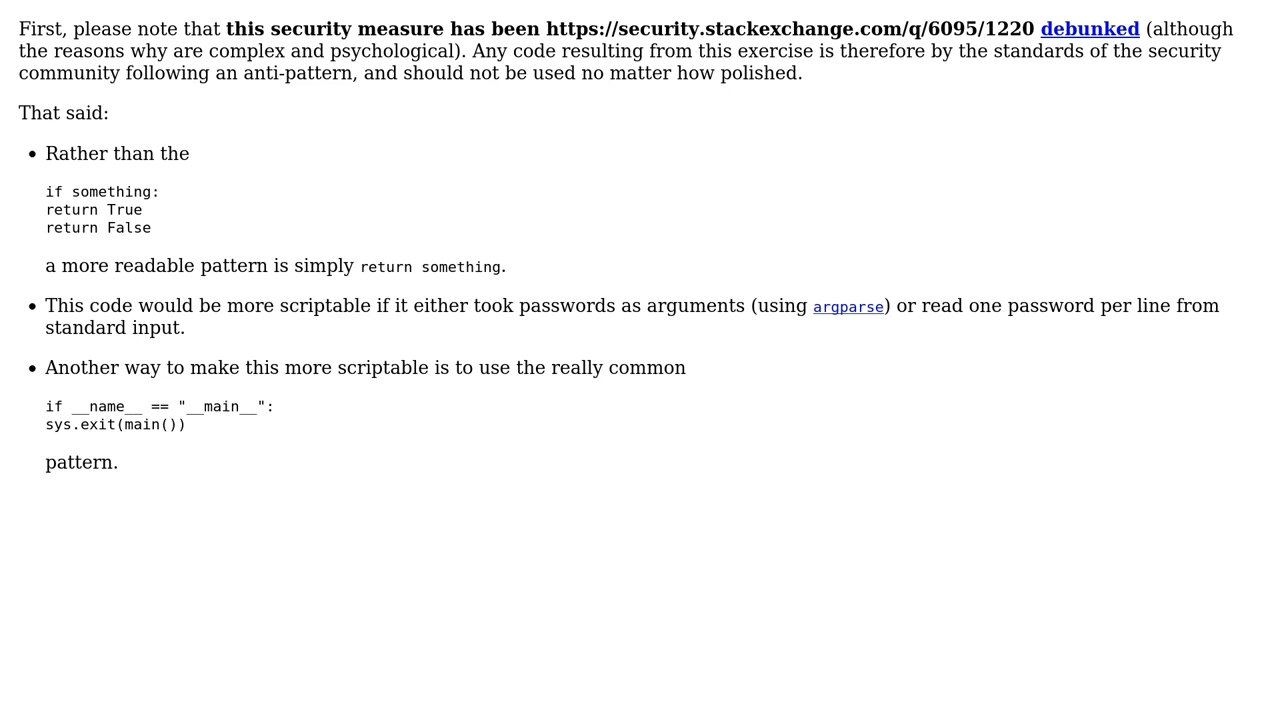 First, please note that this security measure has been https://security.stackexchange.com/q/6095/1220 debunked (although
the reasons why are complex and psychological). Any code resulting from this exercise is therefore by the standards of the security
community following an anti-pattern, and should not be used no matter how polished.
That said:
• Rather than the
if something:
return True
return False
a more readable pattern is simply return something.
• This code would be more scriptable if it either took passwords as arguments (using argparse) or read one password per line from
standard input.
• Another way to make this more scriptable is to use the really common
if __name__ == "__main__":
sys.exit(main())
pattern.